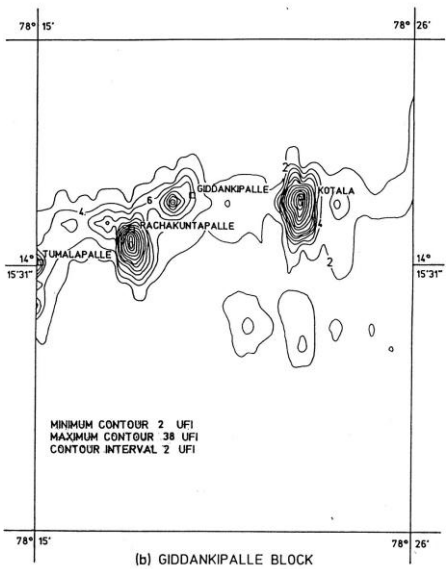 78° 15' 78° 26'
2
GIDDANKIPALLE
6 KOTALA
4
RACHAKUNTAPALLE 4
TUMALAPALLE 2
14° 14°
15'31" 15'31"
MINIMUM CONTOUR 2 UFI
MAXIMUM CONTOUR 38 UFI
CONTOUR INTERVAL 2 UFI
78° 15' 78° 26'
(b) GIDDANKIPALLE BLOCK